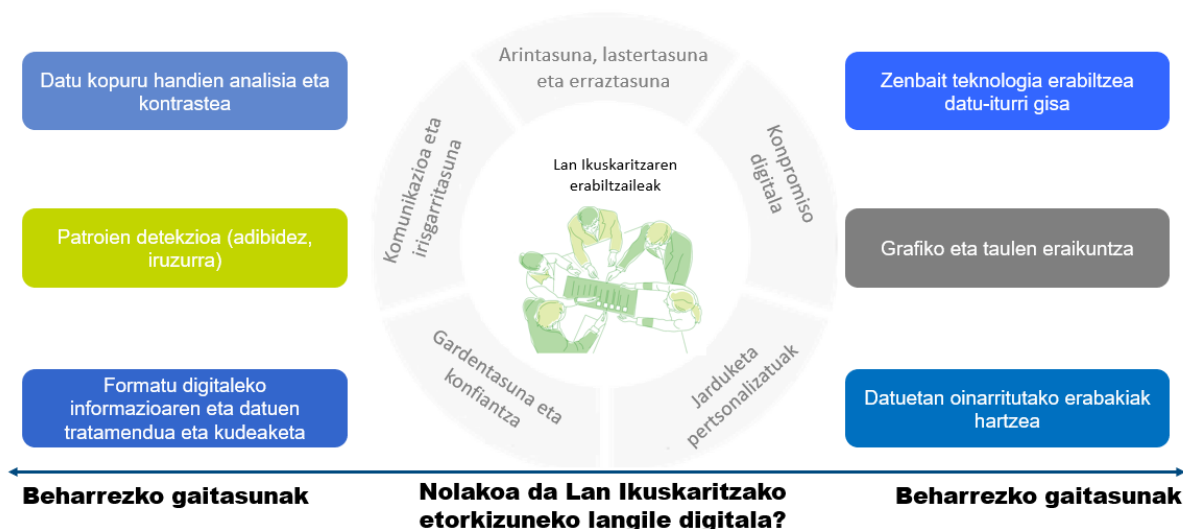 Datu kopuru handien analisia eta
kontrastea
Patroien detekzioa (adibidez,
iruzurra)
Formatu digitaleko
informazioaren eta datuen
tratamendua eta kudeaketa
Arintasuna, lastertasuna
eta erraztasuna
Komunikazioa eta
irisgarritasuna
Konpromiso
digitala
Lan Ikuskaritzaren
erabiltzaileak
Gardentasuna eta
konfiantza
Jarduketa
pertsonalizatuak
Zenbait teknologia erabiltzea
datu-iturri gisa
Grafiko eta taulen eraikuntza
Datuetan oinarritutako erabakiak
hartzea
Beharrezko gaitasunak
Nolakoa da Lan Ikuskaritzako
etorkizuneko langile digitala?
Beharrezko gaitasunak